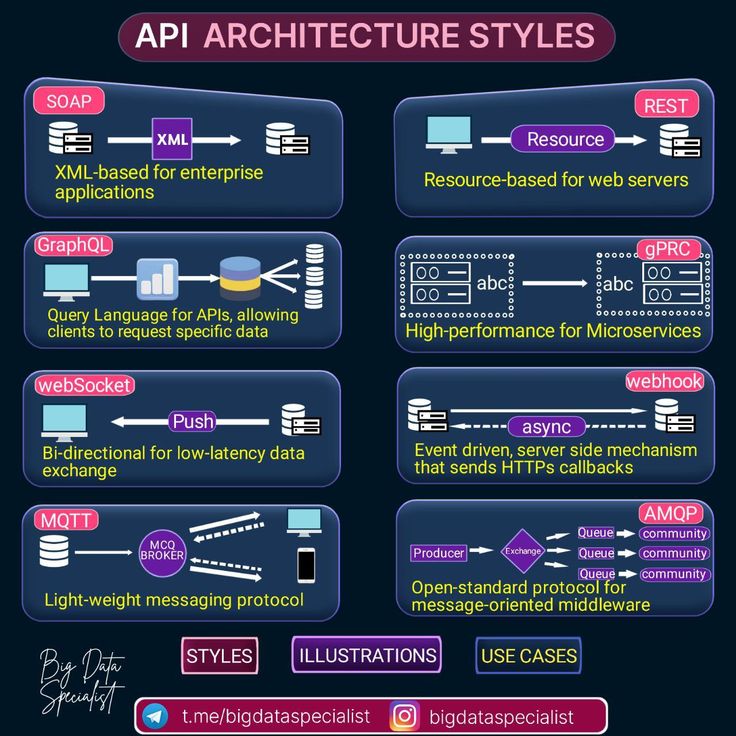 API ARCHITECTURE STYLES
SOAP
XML
XML-based for enterprise
applications
REST
Resource
Resource-based for web servers
GraphQL
Query Language for APIs, allowing
clients to request specific data
gPRC
abc
abc
High-performance for Microservices
webSocket
Push
Bi-directional for low-latency data
exchange
webhook
async
Event driven, server side mechanism
that sends HTTPs callbacks
MQTT
MCQ
BROKER
Light-weight messaging protocol
AMQP
Producer
Exchange
Queue
community
Queue
community
Queue
community
Open-standard protocol for
message-oriented middleware
Big Data
Specialist
STYLES
ILLUSTRATIONS
USE CASES
t.me/bigdataspecialist
bigdataspecialist